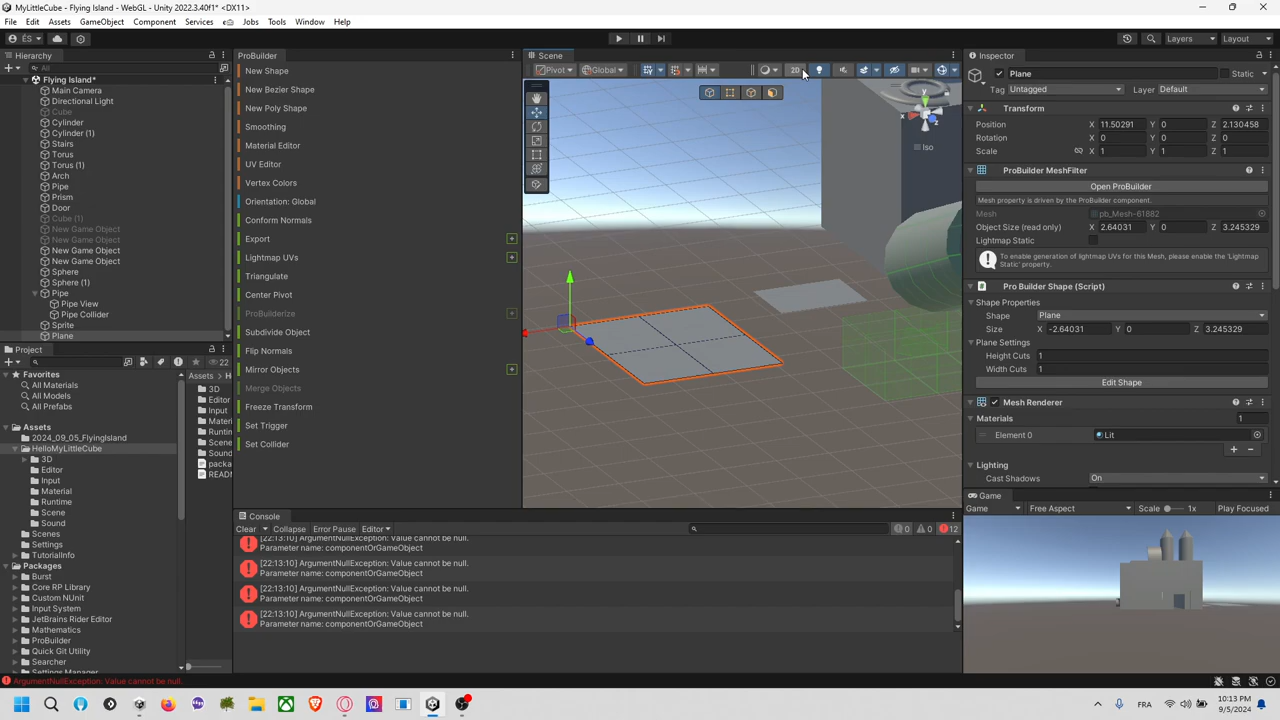 MyLittleCube - Flying Island - WebGL - Unity 2022.3.40f1* <DX11>
File Edit Assets GameObject Component Services Jobs Tools Window Help
ÉS
Layers Layout
Hierarchy
All
Flying Island*
Main Camera
Directional Light
Cube
Cylinder
Cylinder (1)
Stairs
Torus
Torus (1)
Arch
Pipe
Prism
Door
Cube (1)
New Game Object
New Game Object
New Game Object
New Game Object
Sphere
Sphere (1)
Pipe
Pipe View
Pipe Collider
Sprite
Plane
ProBuilder
New Shape
New Bezier Shape
New Poly Shape
Smoothing
Material Editor
UV Editor
Vertex Colors
Orientation: Global
Conform Normals
Export
Lightmap UVs
Triangulate
Center Pivot
ProBuilderize
Subdivide Object
Flip Normals
Mirror Objects
Merge Objects
Freeze Transform
Set Trigger
Set Collider
Scene
Pivot Global 2D
Iso
Inspector
Plane Static
Tag Untagged Layer Default
Transform
Position X 11.50291 Y 0 Z 2.130458
Rotation X 0 Y 0 Z 0
Scale X 1 Y 1 Z 1
ProBuilder MeshFilter
Open ProBuilder
Mesh property is driven by the ProBuilder component.
Mesh pb_Mesh-61882
Object Size (read only) X 2.64031 Y 0 Z 3.245329
Lightmap Static
To enable generation of lightmap UVs for this Mesh, please enable the 'Lightmap
Static' property.
Pro Builder Shape (Script)
Shape Properties
Shape Plane
Size X -2.64031 Y 0 Z 3.245329
Plane Settings
Height Cuts 1
Width Cuts 1
Edit Shape
Mesh Renderer
Materials 1
Element 0 Lit
Lighting
Cast Shadows On
Game
Game Free Aspect Scale 1x Play Focused
Project
22
Favorites
All Materials
All Models
All Prefabs
Assets
2024_09_05_FlyingIsland
HelloMyLittleCube
3D
Editor
Input
Material
Runtime
Scene
Sound
Scenes
Settings
TutorialInfo
Packages
Burst
Core RP Library
Custom NUnit
Input System
JetBrains Rider Editor
Mathematics
ProBuilder
Quick Git Utility
Searcher
Settings Manager
Assets
3D
Editor
Input
Materi
Runtim
Scene
Sound
packa
READM
Console
Clear Collapse Error Pause Editor
0 0 12
[22:13:10] ArgumentNullException: Value cannot be null.
Parameter name: componentOrGameObject
[22:13:10] ArgumentNullException: Value cannot be null.
Parameter name: componentOrGameObject
[22:13:10] ArgumentNullException: Value cannot be null.
Parameter name: componentOrGameObject
[22:13:10] ArgumentNullException: Value cannot be null.
Parameter name: componentOrGameObject
ArgumentNullException: Value cannot be null.
FRA
10:13 PM
9/5/2024